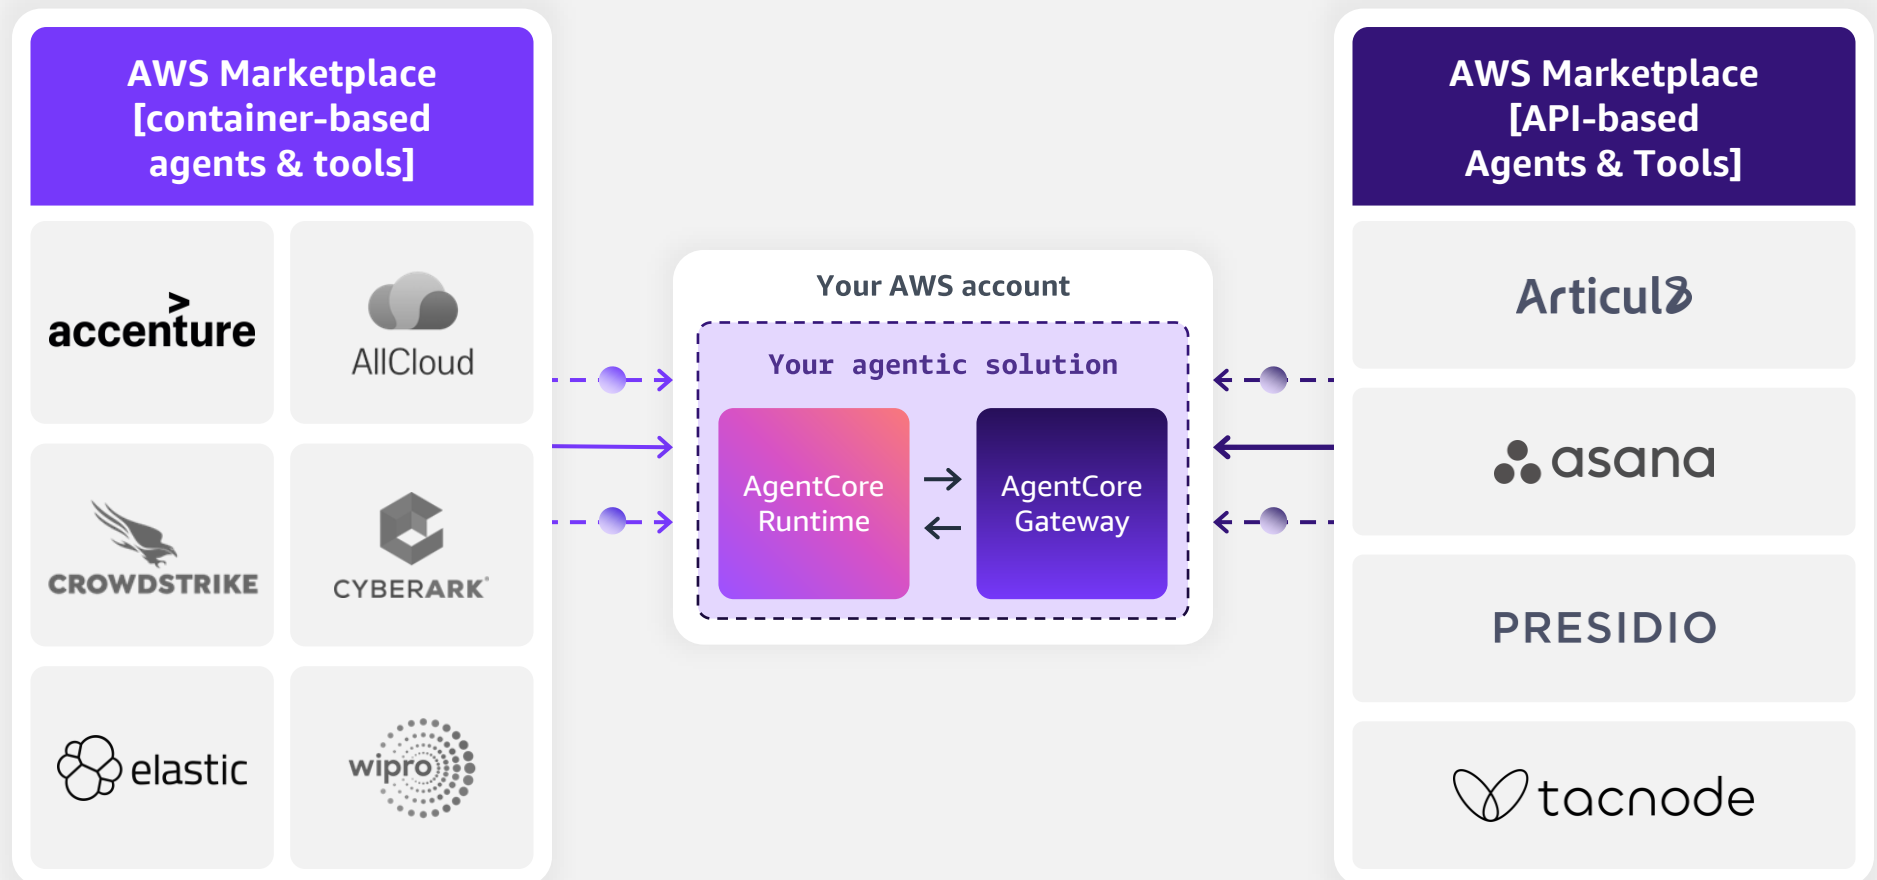 AWS Marketplace
[container-based
agents & tools]
accenture
AllCloud
CROWDSTRIKE
CYBERARK®
elastic
wipro
Your AWS account
Your agentic solution
AgentCore
Runtime
AgentCore
Gateway
AWS Marketplace
[API-based
Agents & Tools]
Articul8
asana
PRESIDIO
tacnode